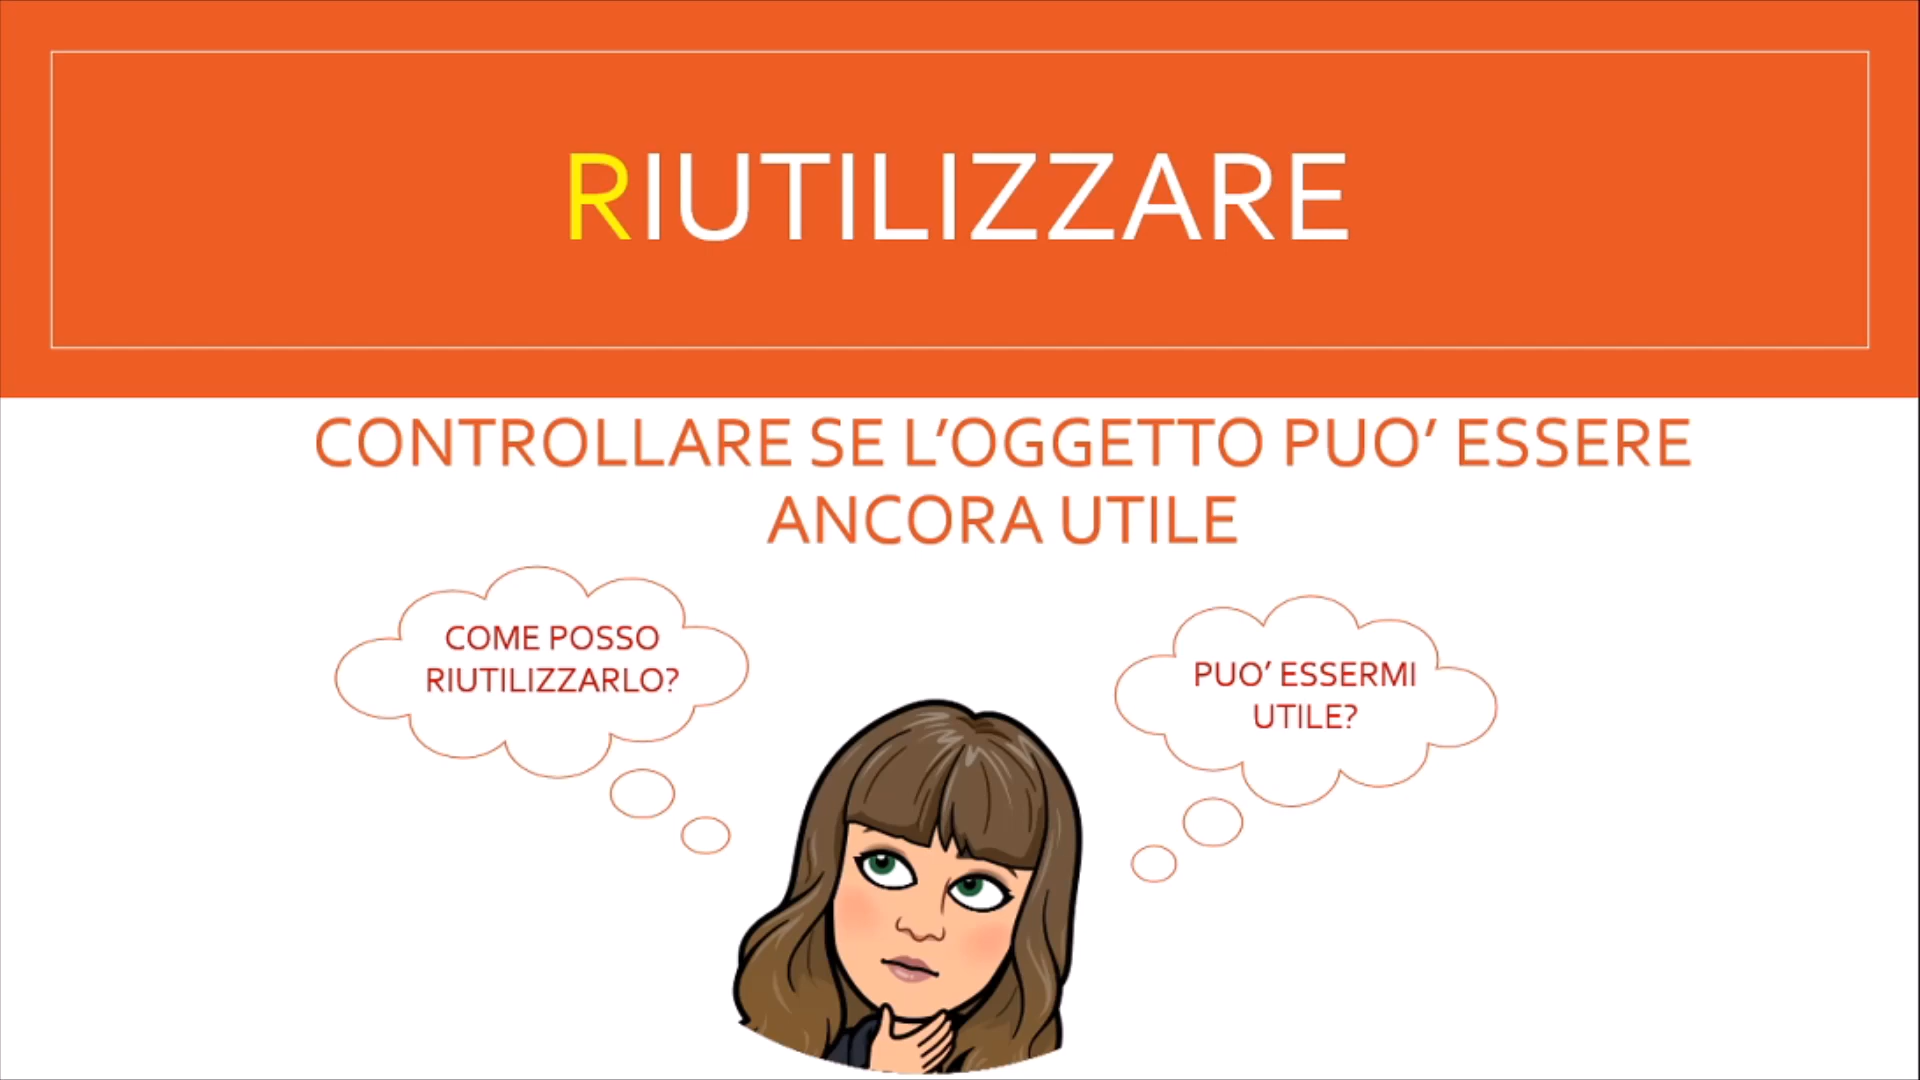 RIUTILIZZARE
CONTROLLARE SE L’OGGETTO PUO’ ESSERE
ANCORA UTILE
COME POSSO
RIUTILIZZARLO?
PUO’ ESSERMI
UTILE?